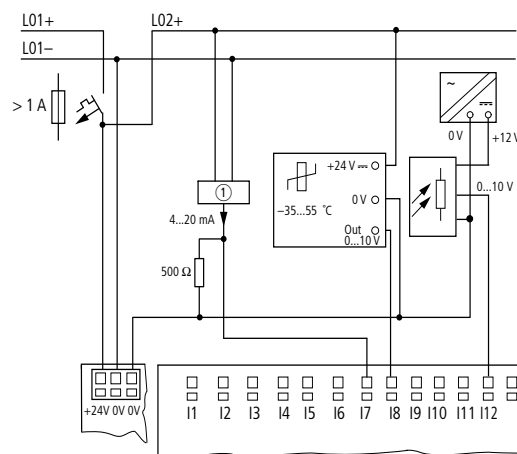 L01+ L02+
L01–
> 1 A
~
0 V +12 V
+24 V ⎓
①
0 V
0...10 V
–35...55 °C
4...20 mA
Out
0...10 V
500 Ω
+24V 0V 0V
I1 I2 I3 I4 I5 I6 I7 I8 I9 I10 I11 I12